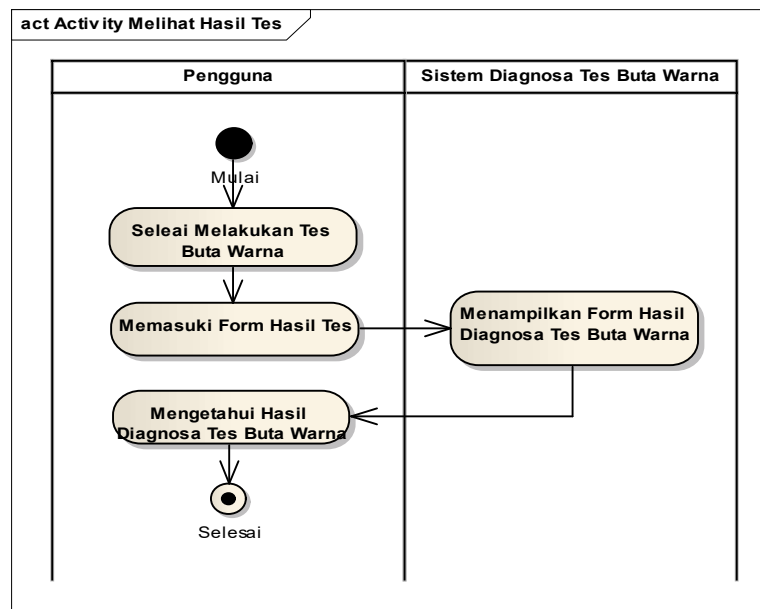 act Activity Melihat Hasil Tes
Pengguna
Sistem Diagnosa Tes Buta Warna
Mulai
Seleai Melakukan Tes
Buta Warna
Memasuki Form Hasil Tes
Menampilkan Form Hasil
Diagnosa Tes Buta Warna
Mengetahui Hasil
Diagnosa Tes Buta Warna
Selesai